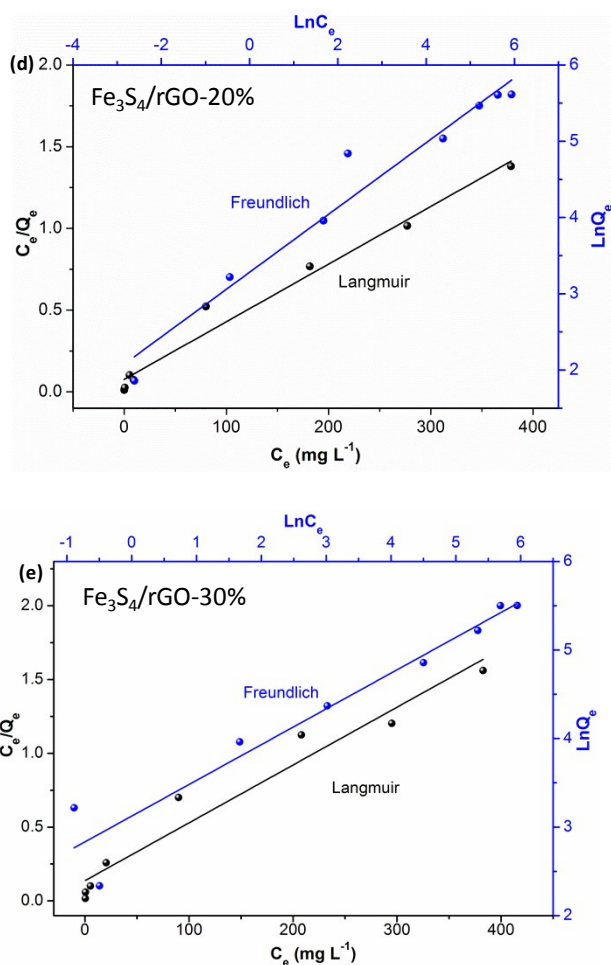 LnCₑ
-4 -2 0 2 4 6
(d)
Fe₃S₄/rGO-20%
2.0
1.5
1.0
0.5
0.0
Cₑ/Qₑ
Freundlich
Langmuir
6
5
4
3
2
LnQₑ
0 100 200 300 400
Cₑ (mg L⁻¹)
LnCₑ
-1 0 1 2 3 4 5 6
(e)
Fe₃S₄/rGO-30%
2.0
1.5
1.0
0.5
0.0
Cₑ/Qₑ
Freundlich
Langmuir
6
5
4
3
2
LnQₑ
0 100 200 300 400
Cₑ (mg L⁻¹)